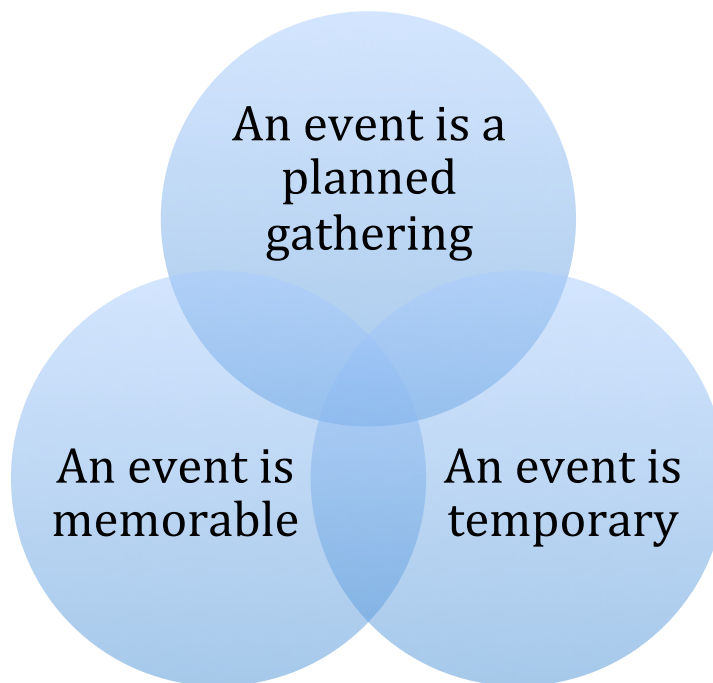 An event is a
planned
gathering
An event is
memorable
An event is
temporary